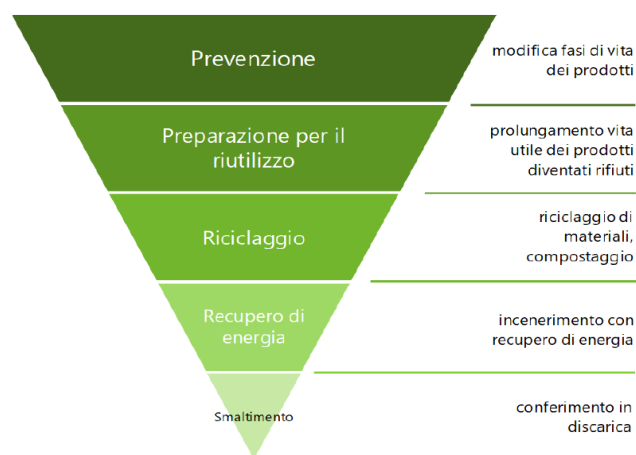 Prevenzione
modifica fasi di vita
dei prodotti
Preparazione per il
riutilizzo
prolungamento vita
utile dei prodotti
diventati rifiuti
Riciclaggio
riciclaggio di
materiali,
compostaggio
Recupero di
energia
incenerimento con
recupero di energia
Smaltimento
conferimento in
discarica